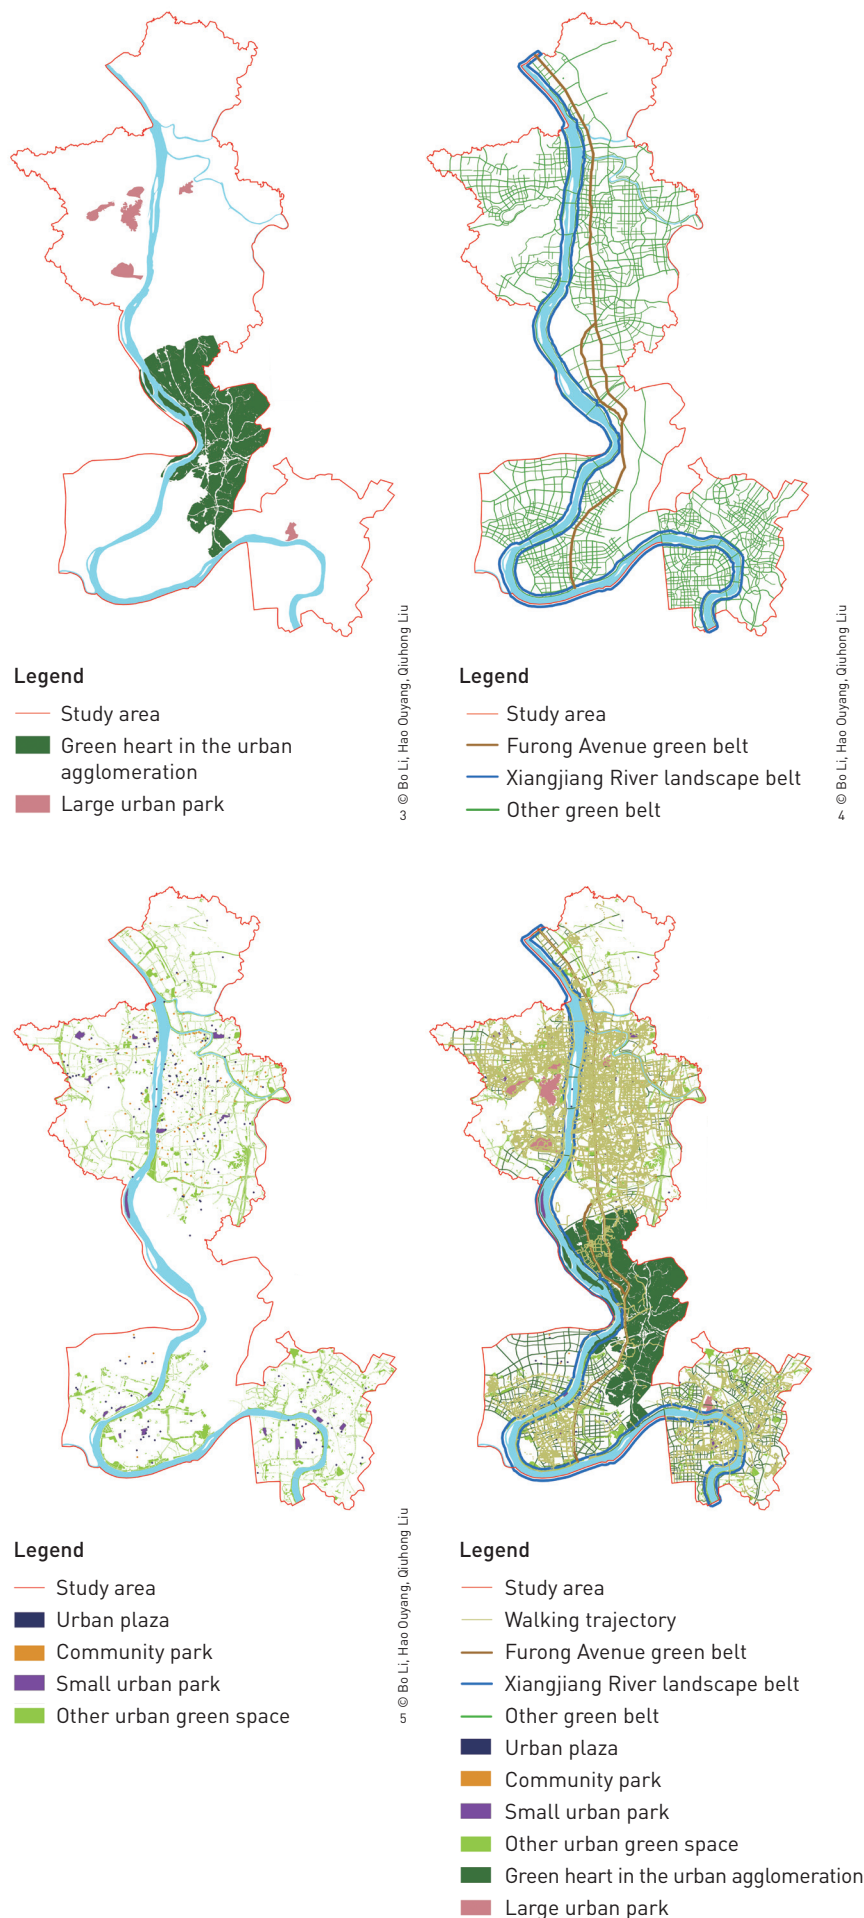 Legend
Study area
Green heart in the urban
agglomeration
Large urban park
© Bo Li, Hao Ouyang, Qiuhong Liu
3
Legend
Study area
Furong Avenue green belt
Xiangjiang River landscape belt
Other green belt
© Bo Li, Hao Ouyang, Qiuhong Liu
4
Legend
Study area
Urban plaza
Community park
Small urban park
Other urban green space
© Bo Li, Hao Ouyang, Qiuhong Liu
5
Legend
Study area
Walking trajectory
Furong Avenue green belt
Xiangjiang River landscape belt
Other green belt
Urban plaza
Community park
Small urban park
Other urban green space
Green heart in the urban agglomeration
Large urban park